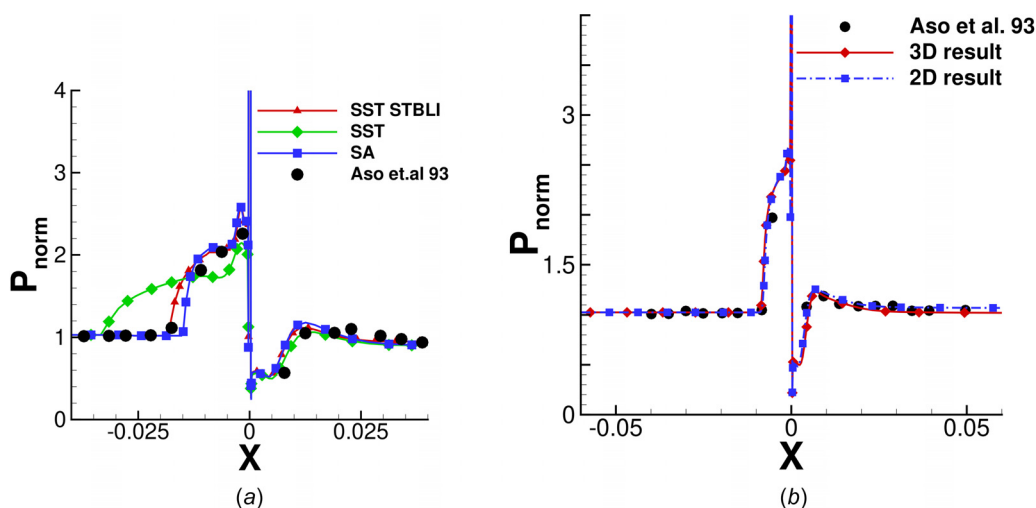 4
3
2
1
0
P norm
SST STBLI
SST
SA
Aso et.al 93
-0.025
0
0.025
X
(a)
3
1.5
0
P norm
Aso et al. 93
3D result
2D result
-0.05
0
0.05
X
(b)